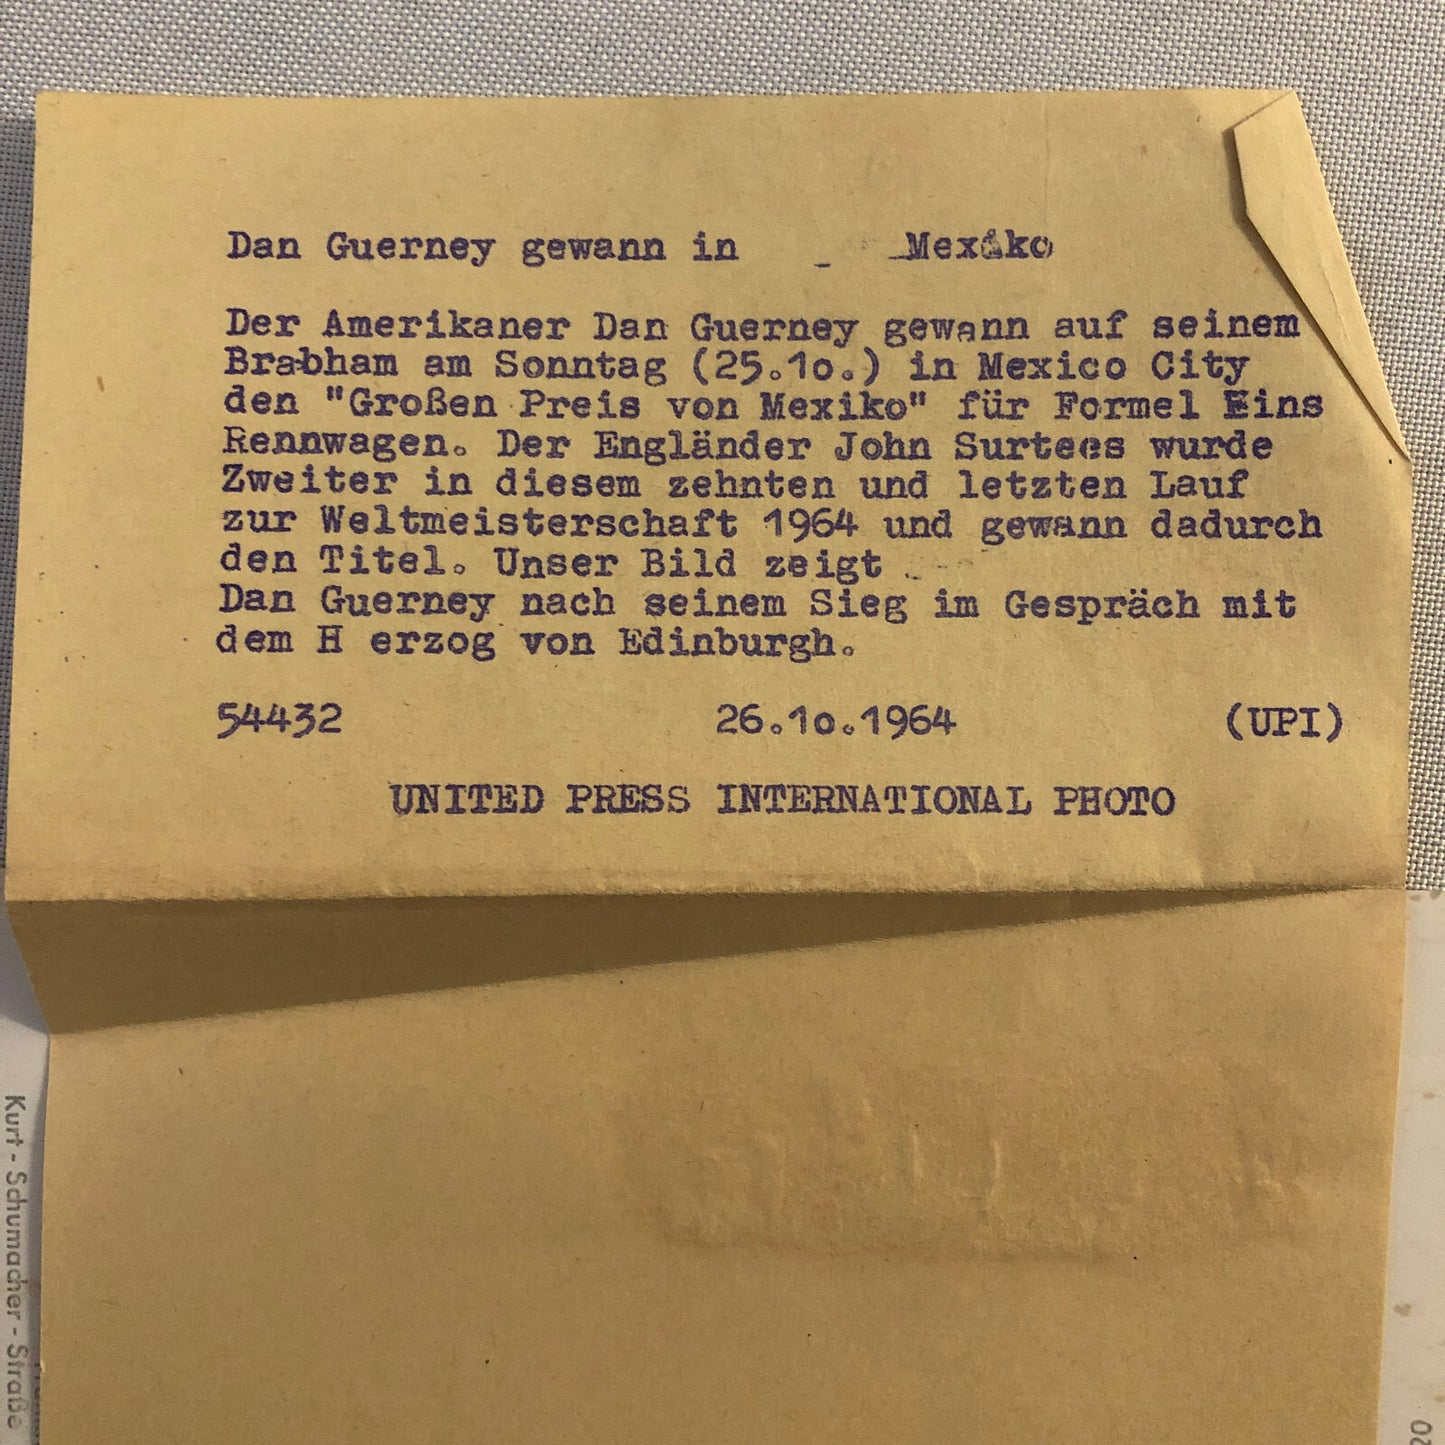 Dan Guerney gewann in Mexiko
Der Amerikaner Dan Guerney gewann auf seinem
Brabham am Sonntag (25.1o.) in Mexico City
den "Großen Preis von Mexiko" für Formel Eins
Rennwagen. Der Engländer John Surtees wurde
Zweiter in diesem zehnten und letzten Lauf
zur Weltmeisterschaft 1964 und gewann dadurch
den Titel. Unser Bild zeigt
Dan Guerney nach seinem Sieg im Gespräch mit
dem H erzog von Edinburgh.
54432 26.1o.1964 (UPI)
UNITED PRESS INTERNATIONAL PHOTO
Kurt - Schumacher - Straße